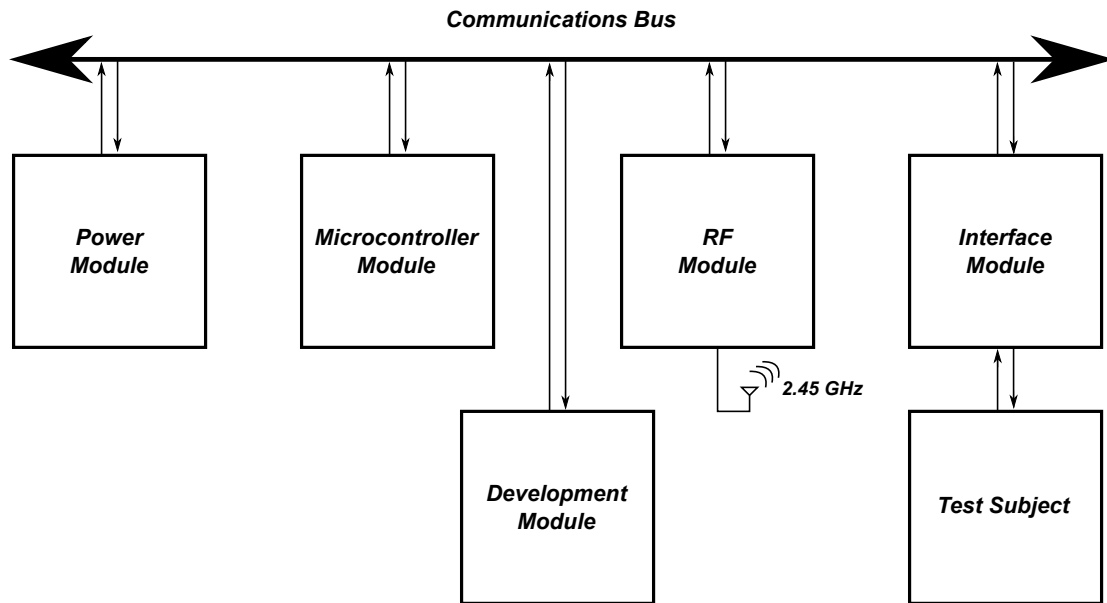 Communications Bus
Power
Module
Microcontroller
Module
RF
Module
Interface
Module
2.45 GHz
Development
Module
Test Subject